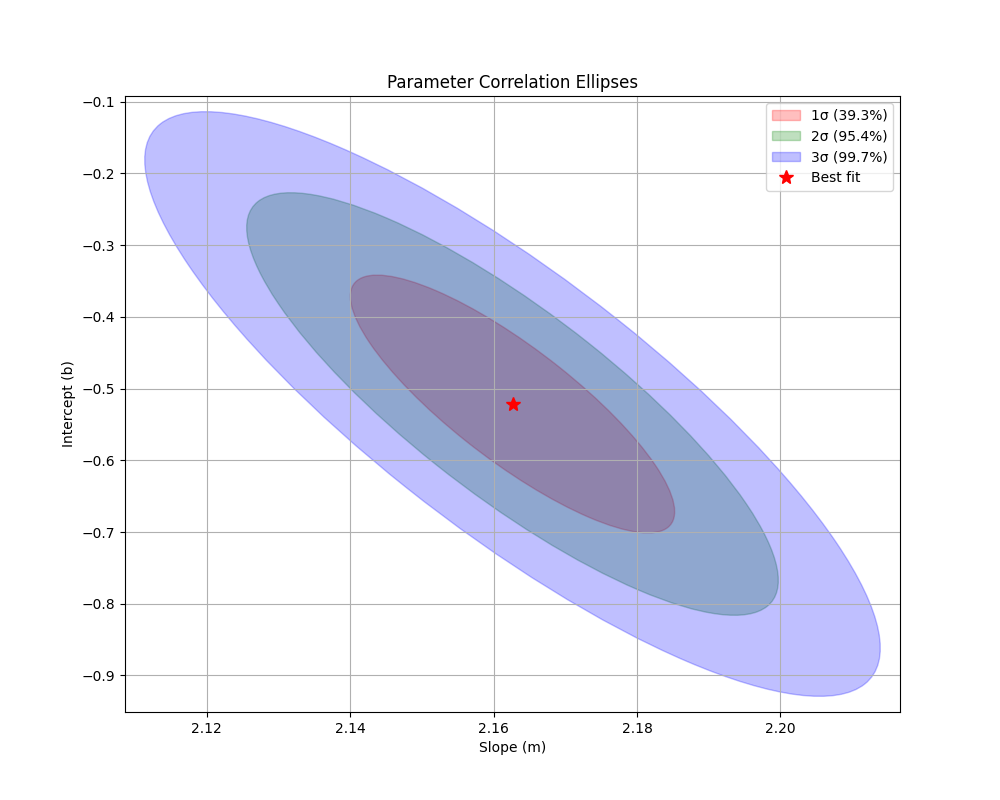 Parameter Correlation Ellipses
1σ (39.3%)
2σ (95.4%)
3σ (99.7%)
Best fit
Intercept (b)
−0.1
−0.2
−0.3
−0.4
−0.5
−0.6
−0.7
−0.8
−0.9
2.12 2.14 2.16 2.18 2.20
Slope (m)